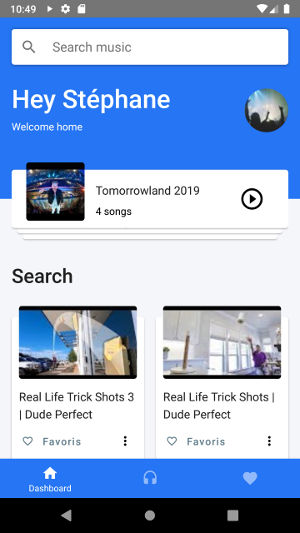 10:49
Search music
Hey Stéphane
Welcome home
Tomorrowland 2019
4 songs
Search
Real Life Trick Shots 3
| Dude Perfect
Real Life Trick Shots |
Dude Perfect
Favoris
Favoris
Dashboard